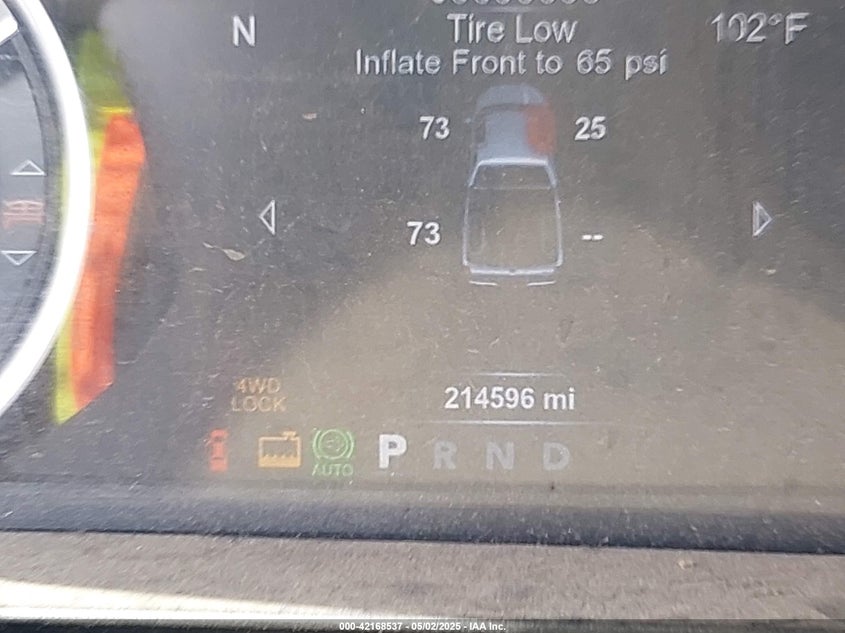 N
Tire Low
102°F
Inflate Front to 65 psi
73
25
73
--
4WD
LOCK
214596 mi
AUTO
P R N D
000-42168537 - 05/02/2025 - IAA Inc.